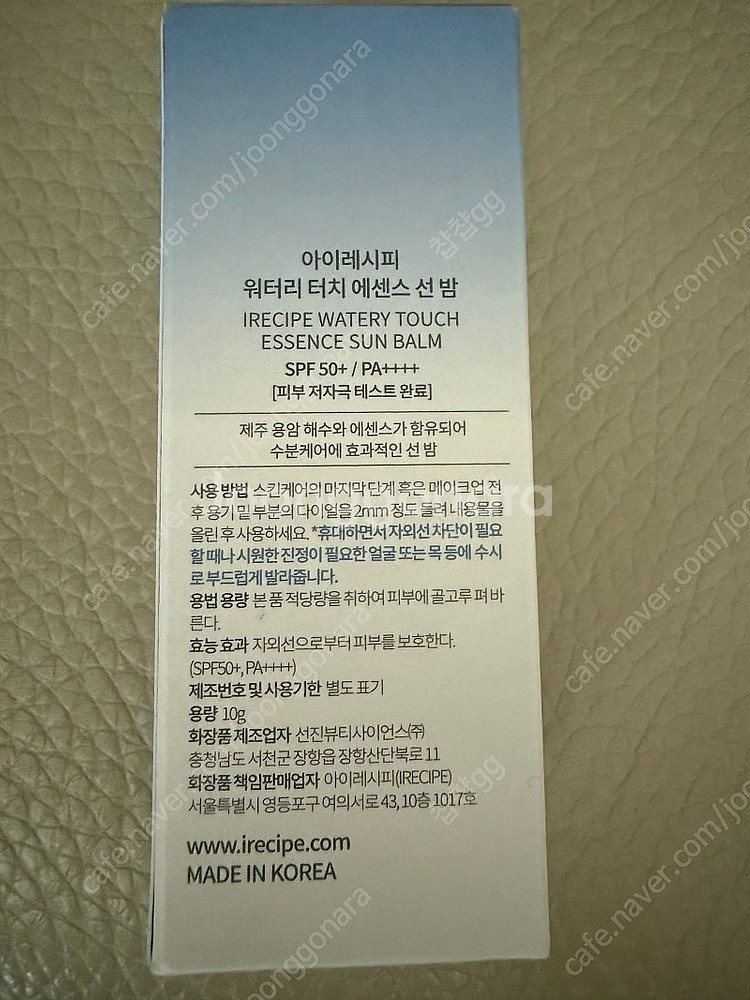 아이레시피
워터리 터치 에센스 선 밤
IRECIPE WATERY TOUCH
ESSENCE SUN BALM
SPF 50+ / PA++++
[피부 저자극 테스트 완료]
제주 용암 해수와 에센스가 함유되어
수분케어에 효과적인 선 밤
사용 방법 스킨케어의 마지막 단계 혹은 메이크업 전
후 용기 밑 부분의 다이얼을 2mm 정도 돌려 내용물을
올린 후 사용하세요. *휴대하면서 자외선 차단이 필요
할 때나 시원한 진정이 필요한 얼굴 또는 목 등에 수시
로 부드럽게 발라줍니다.
용법 용량 본 품 적당량을 취하여 피부에 골고루 펴 바
른다.
효능 효과 자외선으로부터 피부를 보호한다.
(SPF50+, PA++++)
제조번호 및 사용기한 별도 표기
용량 10g
화장품 제조업자 선진뷰티사이언스㈜
충청남도 서천군 장항읍 장항산단북로 11
화장품 책임판매업자 아이레시피(IRECIPE)
서울특별시 영등포구 여의서로 43, 10층 1017호
www.irecipe.com
MADE IN KOREA
cafe.naver.com/joonggonara
찹찹gg